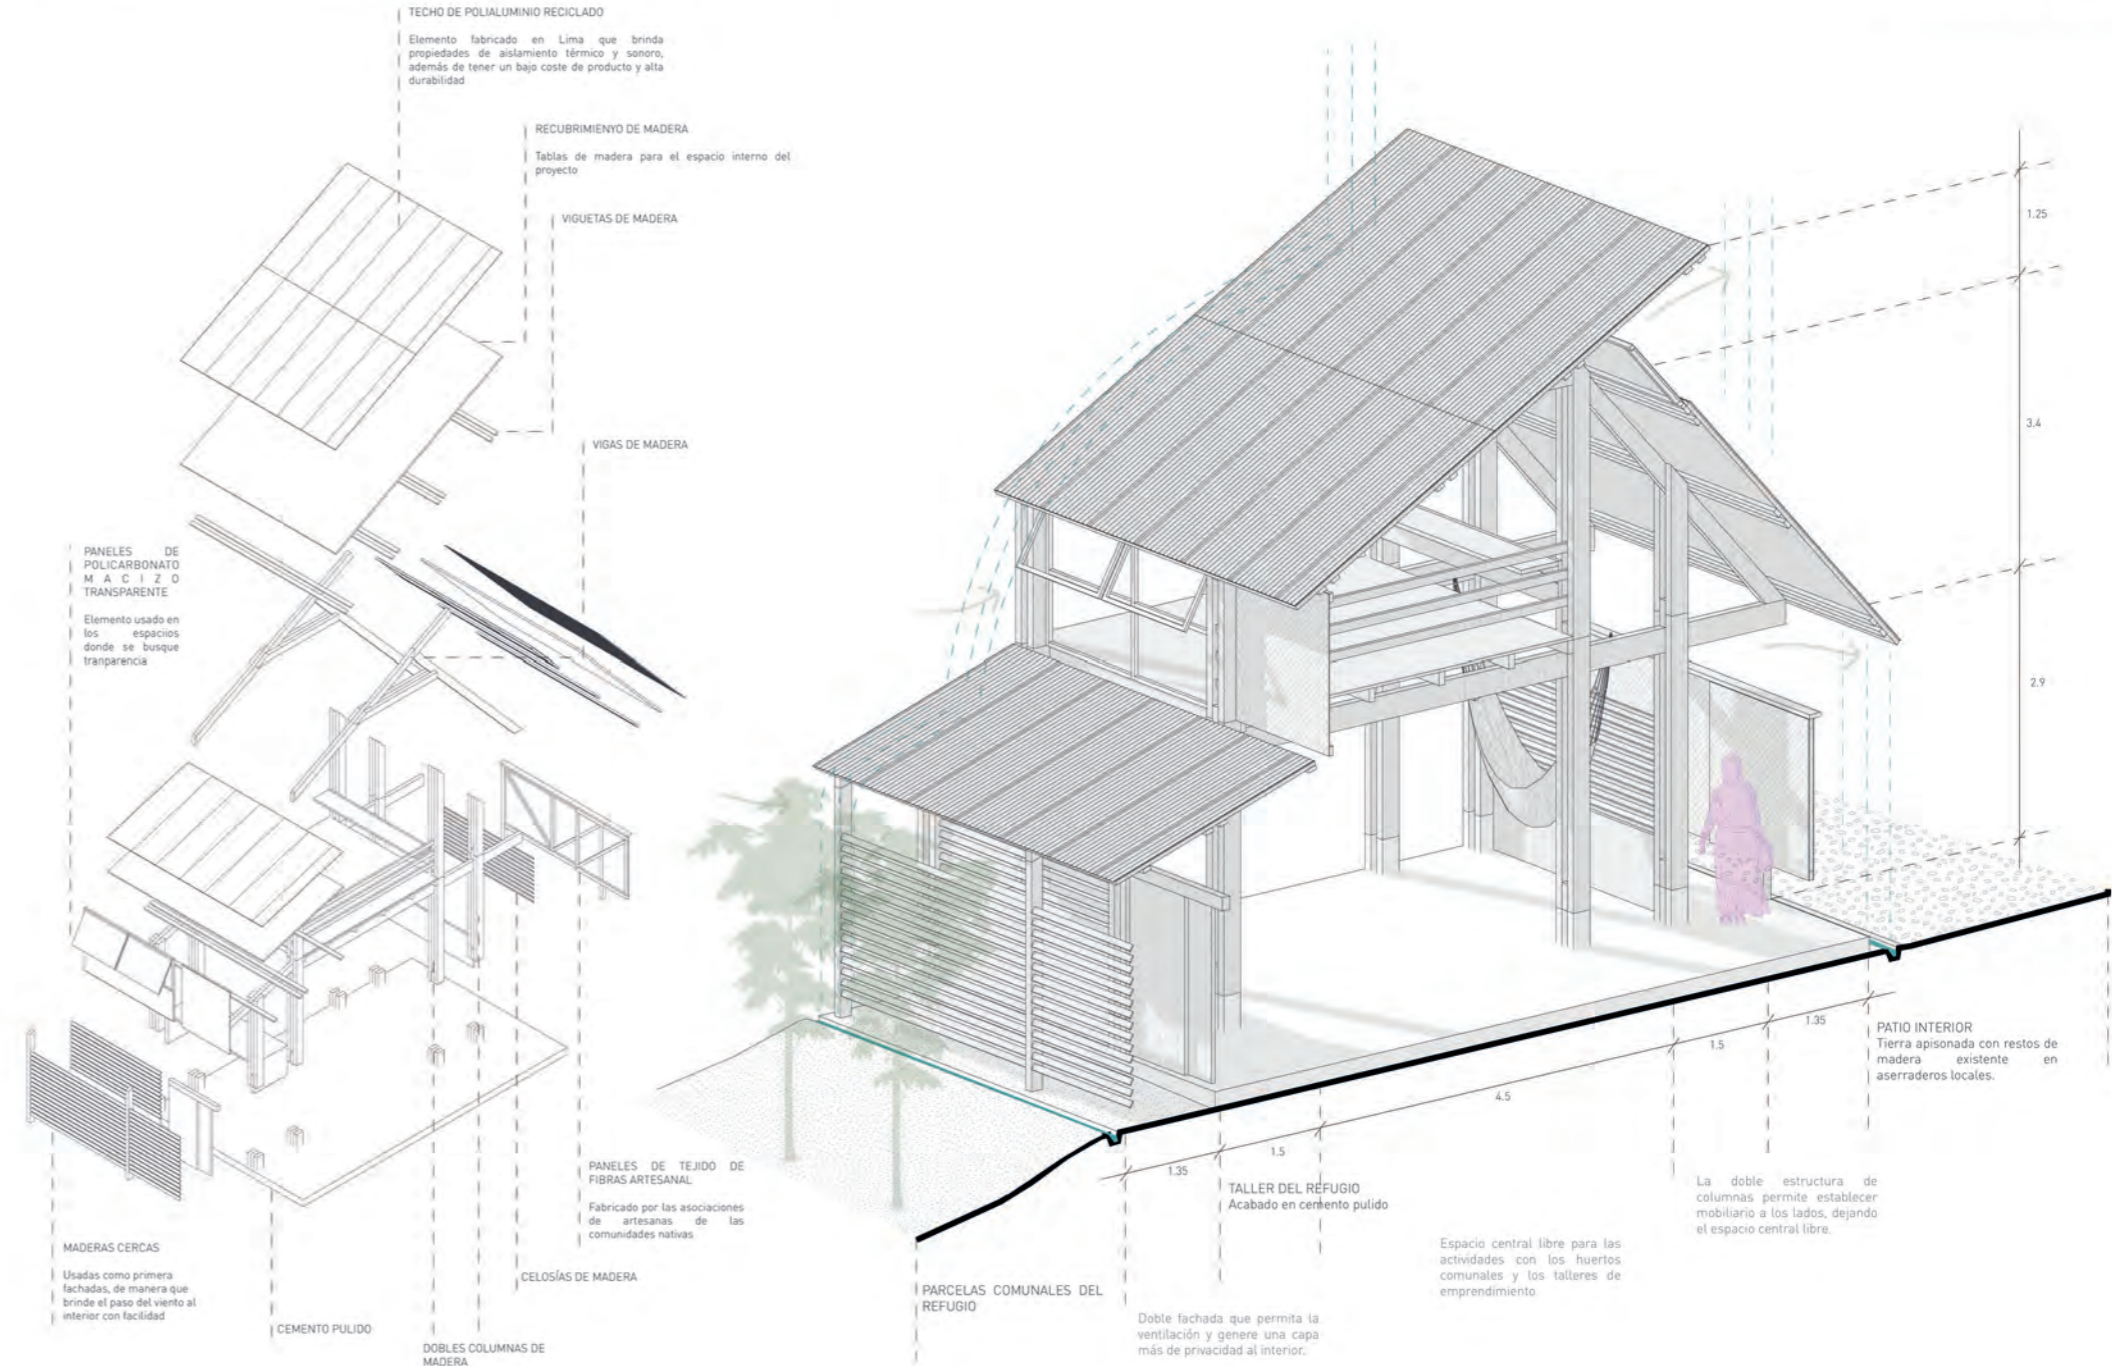 TECHO DE POLIALUMINIO RECICLADO
Elemento fabricado en Lima que brinda
propiedades de aislamiento térmico y sonoro,
además de tener un bajo coste de producto y alta
durabilidad
RECUBRIMIENYO DE MADERA
Tablas de madera para el espacio interno del
proyecto
VIGUETAS DE MADERA
VIGAS DE MADERA
PANELES DE
POLICARBONATO
MACIZO
TRANSPARENTE
Elemento usado en
los espaciios
donde se busque
tranparencia
MADERAS CERCAS
Usadas como primera
fachadas, de manera que
brinde el paso del viento al
interior con facilidad
CEMENTO PULIDO
DOBLES COLUMNAS DE
MADERA
CELOSÍAS DE MADERA
PANELES DE TEJIDO DE
FIBRAS ARTESANAL
Fabricado por las asociaciones
de artesanas de las
comunidades nativas
1.25
3.4
2.9
1.35
1.5
4.5
1.5
1.35
PARCELAS COMUNALES DEL
REFUGIO
Doble fachada que permita la
ventilación y genere una capa
más de privacidad al interior.
TALLER DEL REFUGIO
Acabado en cemento pulido
Espacio central libre para las
actividades con los huertos
comunales y los talleres de
emprendimiento
La doble estructura de
columnas permite establecer
mobiliario a los lados, dejando
el espacio central libre.
PATIO INTERIOR
Tierra apisonada con restos de
madera existente en
aserraderos locales.